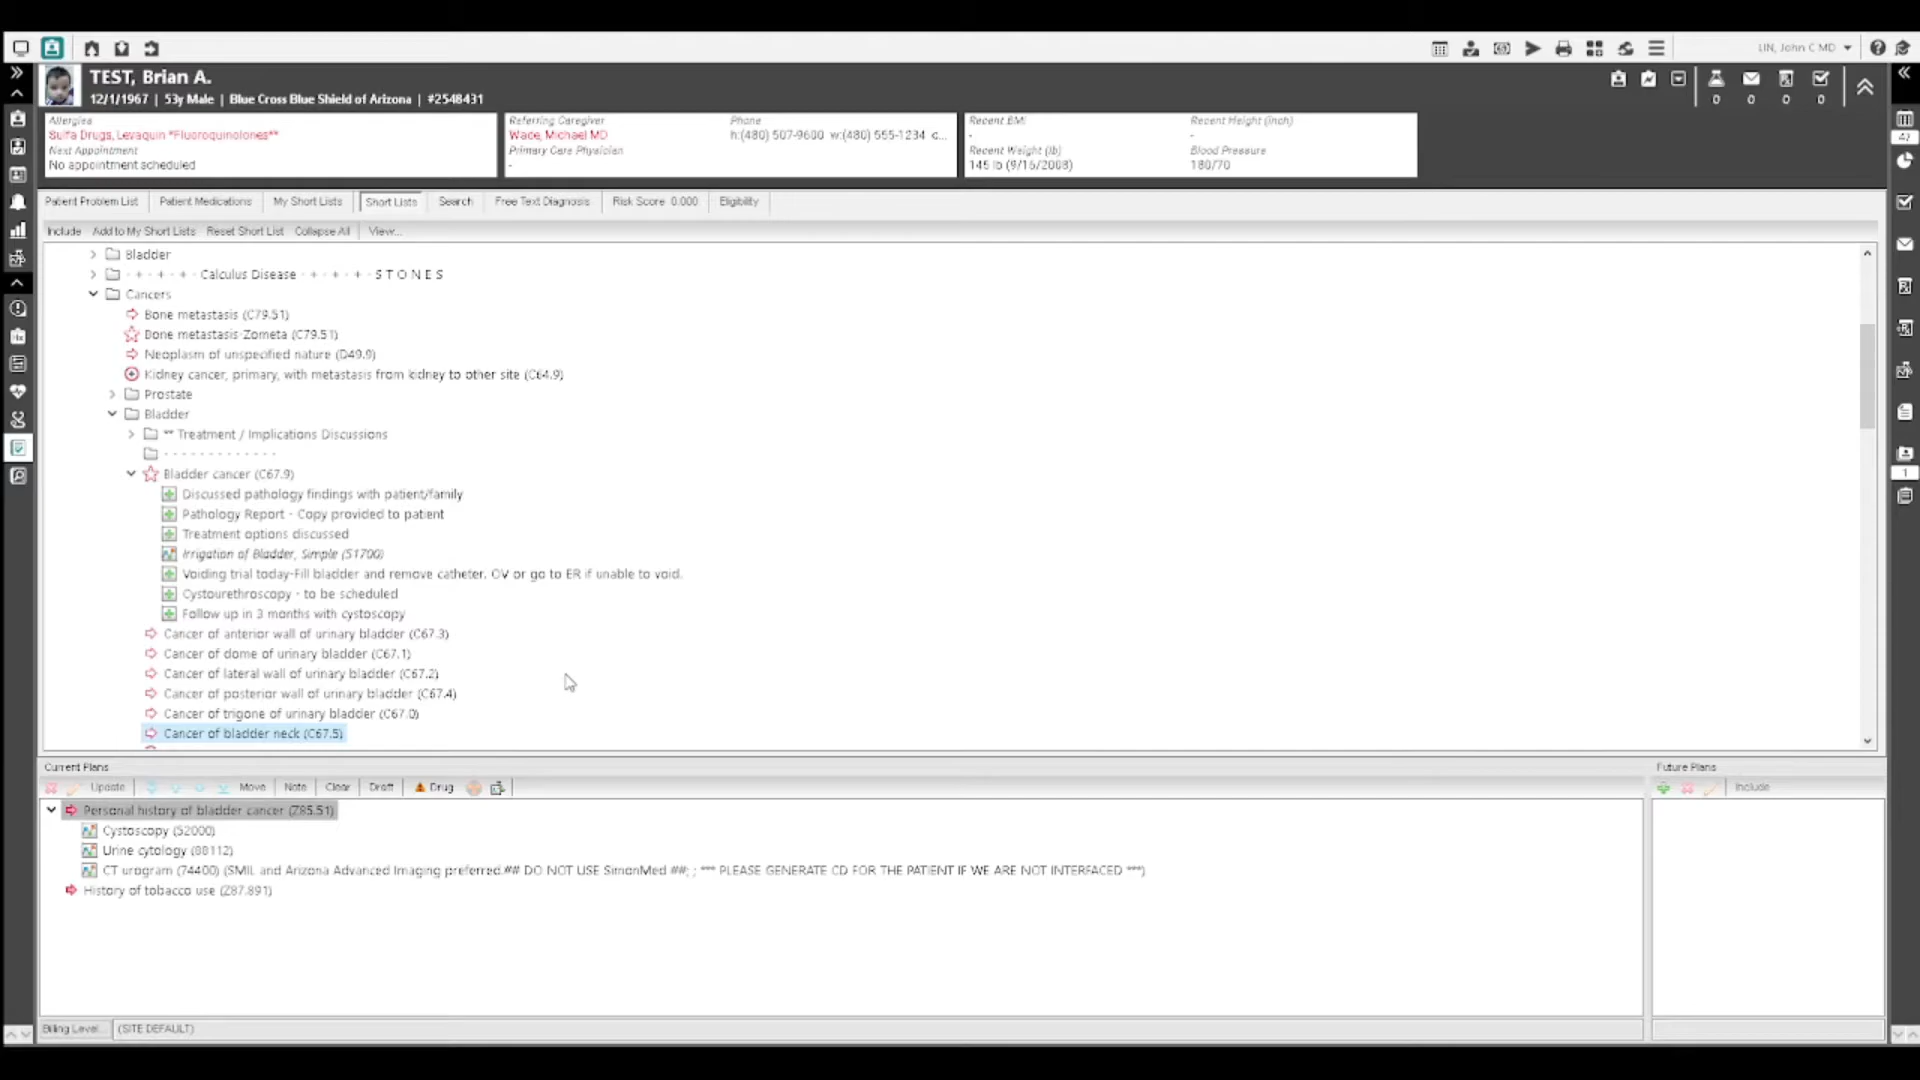 LIN, John C MD
TEST, Brian A.
12/1/1967 | 53y Male | Blue Cross Blue Shield of Arizona | #2548431
0 0 0 0
Allergies
Sulfa Drugs, Levaquin *Fluoroquinolones**
Next Appointment
No appointment scheduled
Referring Caregiver Phone
Wace, Michael MD h:(480) 507-9600 w:(480) 555-1234 c...
Primary Care Physician
-
Recent BMI Recent Height (inch)
- -
Recent Weight (lb) Blood Pressure
145 lb (9/16/2008) 180/70
42
1
Patient Problem List Patient Medications My Short Lists Short Lists Search Free Text Diagnosis Risk Score 0.000 Eligibility
Include Add to My Short Lists Reset Short List Collapse All View...
Bladder
- + - + - + - Calculus Disease - + - + - + - S T O N E S
Cancers
Bone metastasis (C79.51)
Bone metastasis-Zometa (C79.51)
Neoplasm of unspecified nature (D49.9)
Kidney cancer, primary, with metastasis from kidney to other site (C64.9)
Prostate
Bladder
** Treatment / Implications Discussions
- - - - - - - - - - - - -
Bladder cancer (C67.9)
Discussed pathology findings with patient/family
Pathology Report - Copy provided to patient
Treatment options discussed
Irrigation of Bladder, Simple (51700)
Voiding trial today-Fill bladder and remove catheter. OV or go to ER if unable to void.
Cystourethroscopy - to be scheduled
Follow up in 3 months with cystoscopy
Cancer of anterior wall of urinary bladder (C67.3)
Cancer of dome of urinary bladder (C67.1)
Cancer of lateral wall of urinary bladder (C67.2)
Cancer of posterior wall of urinary bladder (C67.4)
Cancer of trigone of urinary bladder (C67.0)
Cancer of bladder neck (C67.5)
Current Plans
Update Move Note Clear Draft Drug
Personal history of bladder cancer (Z85.51)
Cystoscopy (52000)
Urine cytology (88112)
CT urogram (74400) (SMIL and Arizona Advanced Imaging preferred.## DO NOT USE SimonMed ##; ; *** PLEASE GENERATE CD FOR THE PATIENT IF WE ARE NOT INTERFACED ***)
History of tobacco use (Z87.891)
Future Plans
Include
Billing Level... (SITE DEFAULT)